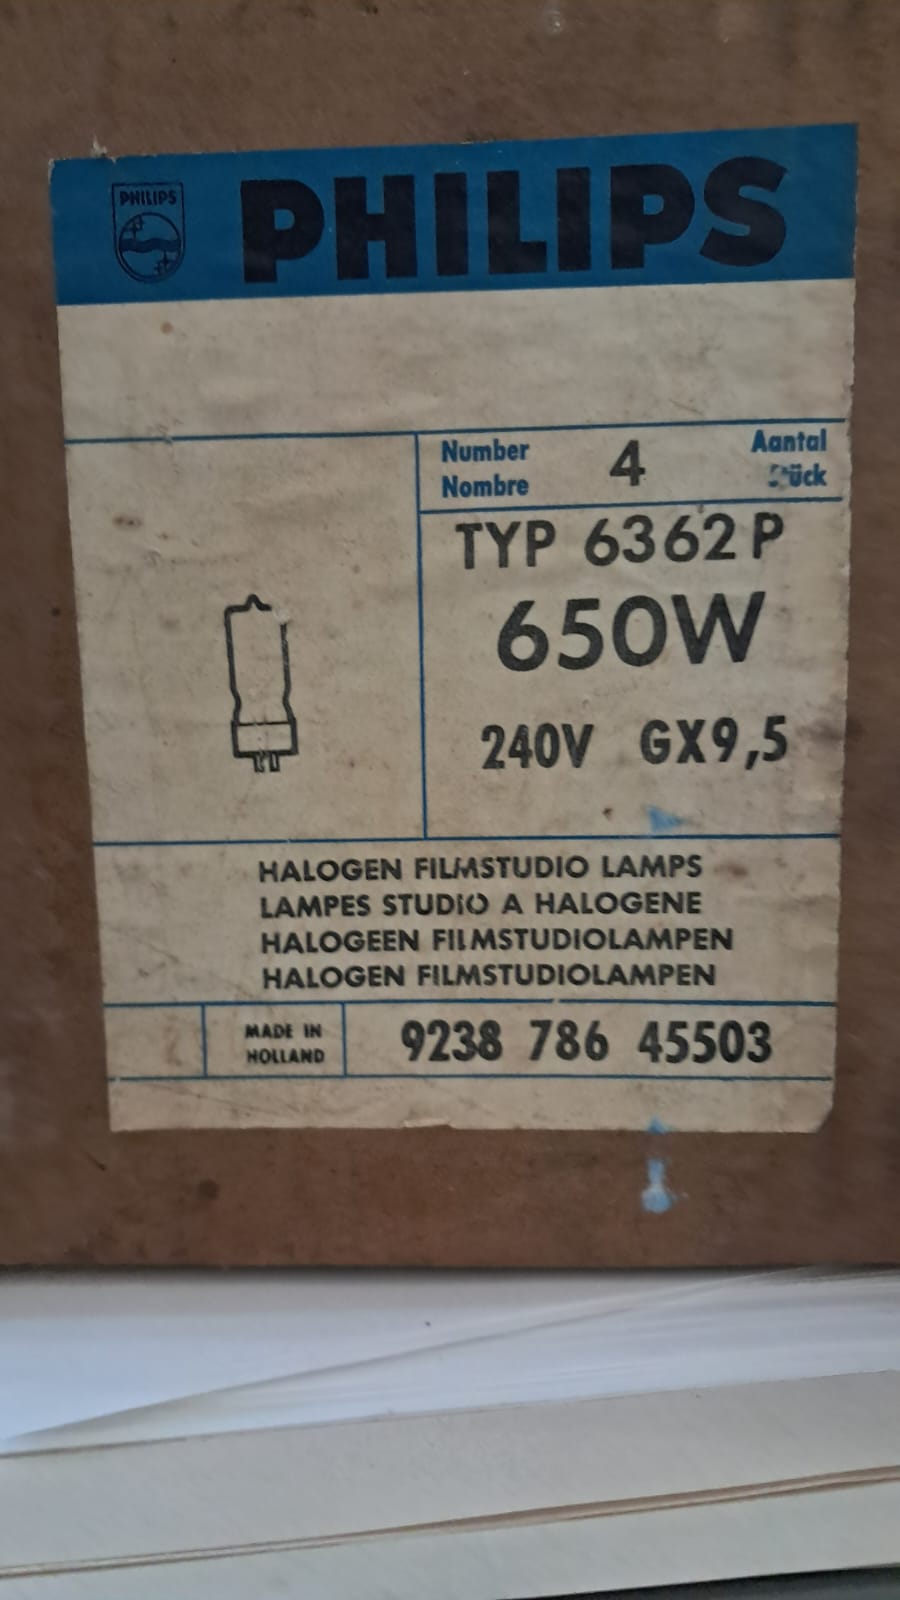 PHILIPS
PHILIPS
Number 4 Aantal
Nombre
TYP 6362 P
650W
240V GX9,5
HALOGEN FILMSTUDIO LAMPS
LAMPES STUDIO A HALOGENE
HALOGEEN FILMSTUDIOLAMPEN
HALOGEN FILMSTUDIOLAMPEN
MADE IN
HOLLAND
9238 786 45503